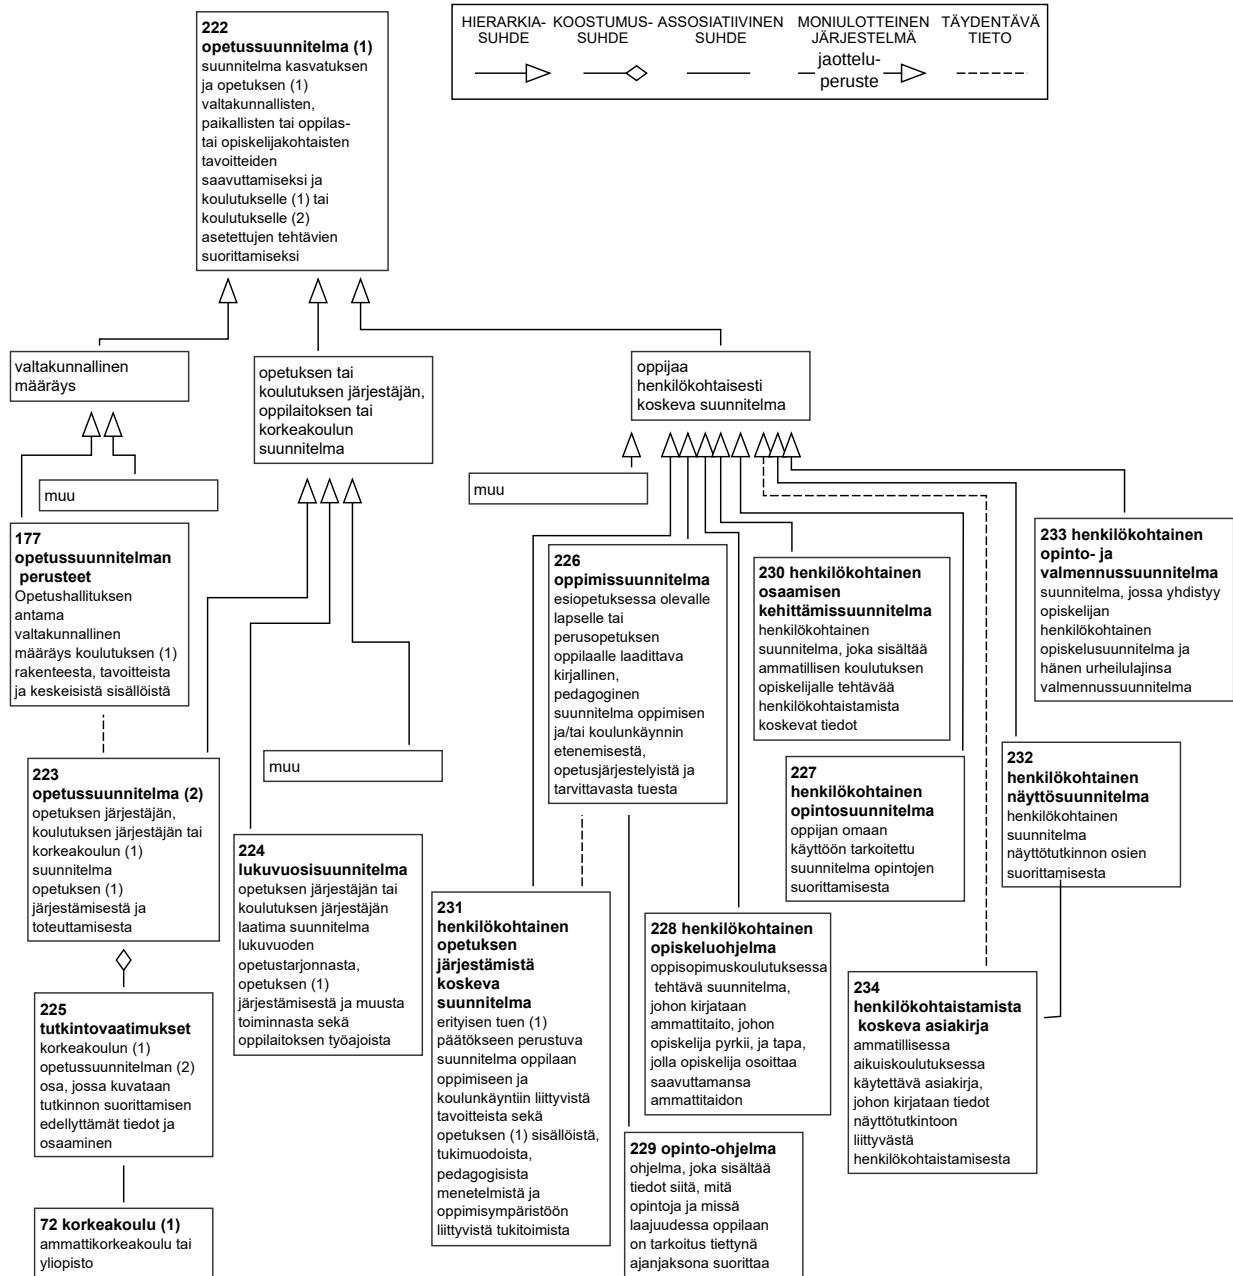 222
opetussuunnitelma (1)
suunnitelma kasvatuksen
ja opetuksen (1)
valtakunnallisten,
paikallisten tai oppilas-
tai opiskelijakohtaisten
tavoitteiden
saavuttamiseksi ja
koulutukselle (1) tai
koulutukselle (2)
asetettujen tehtävien
suorittamiseksi
HIERARKIA-
SUHDE
KOOSTUMUS-
SUHDE
ASSOSIATIIVINEN
SUHDE
MONIULOTTEINEN
JÄRJESTELMÄ
jaottelu-
peruste
TÄYDENTÄVÄ
TIETO
valtakunnallinen
määräys
opetuksen tai
koulutuksen järjestäjän,
oppilaitoksen tai
korkeakoulun
suunnitelma
oppijaa
henkilökohtaisesti
koskeva suunnitelma
muu
muu
177
opetussuunnitelman
perusteet
Opetushallituksen
antama
valtakunnallinen
määräys koulutuksen (1)
rakenteesta, tavoitteista
ja keskeisistä sisällöistä
226
oppimissuunnitelma
esiopetuksessa olevalle
lapselle tai
perusopetuksen
oppilaalle laadittava
kirjallinen,
pedagoginen
suunnitelma oppimisen
ja/tai koulunkäynnin
etenemisestä,
opetusjärjestelyistä ja
tarvittavasta tuesta
230 henkilökohtainen
osaamisen
kehittämissuunnitelma
henkilökohtainen
suunnitelma, joka sisältää
ammatillisen koulutuksen
opiskelijalle tehtävää
henkilökohtaistamista
koskevat tiedot
233 henkilökohtainen
opinto- ja
valmennussuunnitelma
suunnitelma, jossa yhdistyy
opiskelijan
henkilökohtainen
opiskelusuunnitelma ja
hänen urheilulajinsa
valmennussuunnitelma
muu
223
opetussuunnitelma (2)
opetuksen järjestäjän,
koulutuksen järjestäjän tai
korkeakoulun (1)
suunnitelma
opetuksen (1)
järjestämisestä ja
toteuttamisesta
227
henkilökohtainen
opintosuunnitelma
oppijan omaan
käyttöön tarkoitettu
suunnitelma opintojen
suorittamisesta
232
henkilökohtainen
näyttösuunnitelma
henkilökohtainen
suunnitelma
näyttötutkinnon osien
suorittamisesta
224
lukuvuosisuunnitelma
opetuksen järjestäjän tai
koulutuksen järjestäjän
laatima suunnitelma
lukuvuoden
opetustarjonnasta,
opetuksen (1)
järjestämisestä ja muusta
toiminnasta sekä
oppilaitoksen työajoista
231
henkilökohtainen
opetuksen
järjestämistä
koskeva
suunnitelma
erityisen tuen (1)
päätökseen perustuva
suunnitelma oppilaan
oppimiseen ja
koulunkäyntiin liittyvistä
tavoitteista sekä
opetuksen (1) sisällöistä,
tukimuodoista,
pedagogisista
menetelmistä ja
oppimisympäristöön
liittyvistä tukitoimista
228 henkilökohtainen
opiskeluohjelma
oppisopimuskoulutuksessa
tehtävä suunnitelma,
johon kirjataan
ammattitaito, johon
opiskelija pyrkii, ja tapa,
jolla opiskelija osoittaa
saavuttamansa
ammattitaidon
234
henkilökohtaistamista
koskeva asiakirja
ammatillisessa
aikuiskoulutuksessa
käytettävä asiakirja,
johon kirjataan tiedot
näyttötutkintoon
liittyvästä
henkilökohtaistamisesta
225
tutkintovaatimukset
korkeakoulun (1)
opetussuunnitelman (2)
osa, jossa kuvataan
tutkinnon suorittamisen
edellyttämät tiedot ja
osaaminen
229 opinto-ohjelma
ohjelma, joka sisältää
tiedot siitä, mitä
opintoja ja missä
laajuudessa oppilaan
on tarkoitus tiettynä
ajanjaksona suorittaa
72 korkeakoulu (1)
ammattikorkeakoulu tai
yliopisto